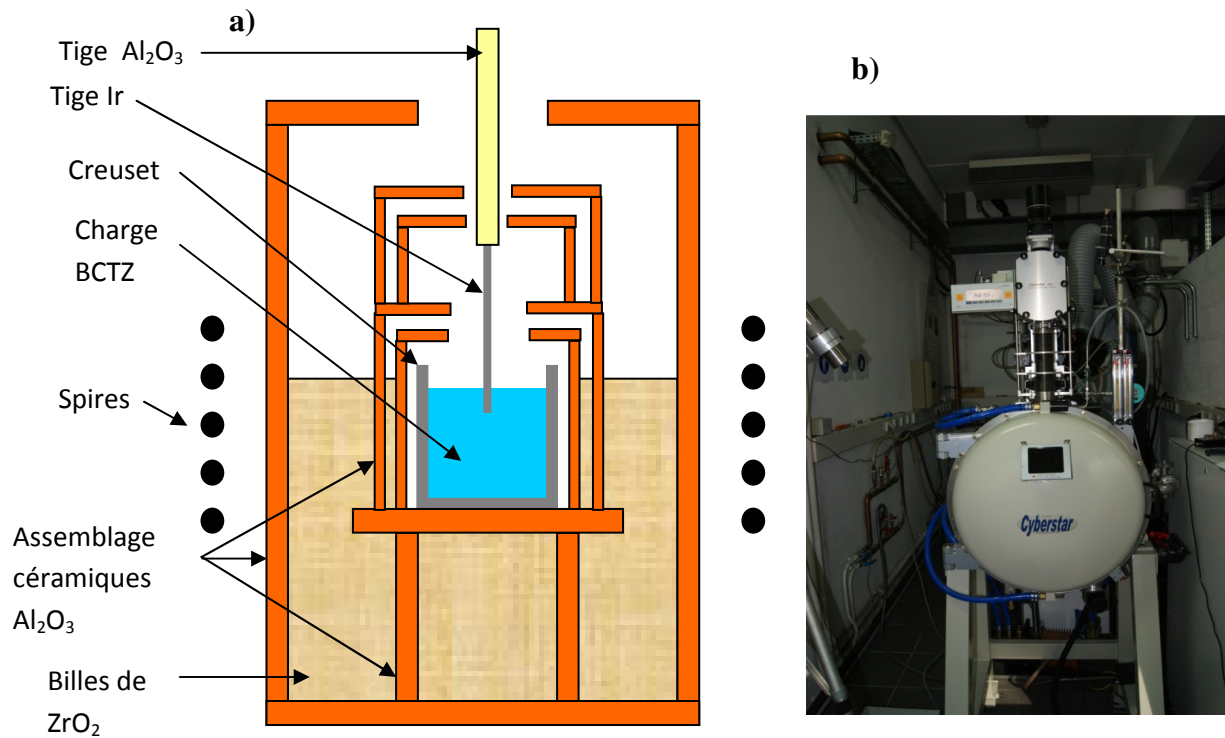 a)
Tige Al₂O₃
Tige Ir
Creuset
Charge
BCTZ
Spires
Assemblage
céramiques
Al₂O₃
Billes de
ZrO₂
b)
Cyberstar